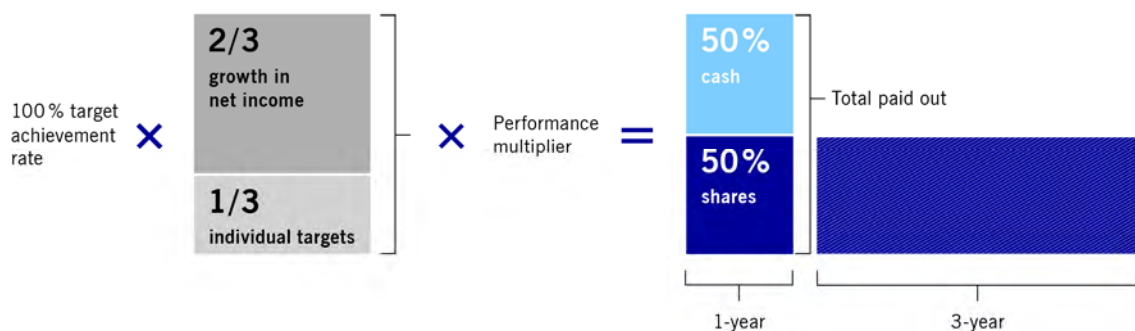 100 % target
achievement
rate
×
2/3
growth in
net income
1/3
individual targets
×
Performance
multiplier
=
50 %
cash
50 %
shares
Total paid out
1-year
3-year